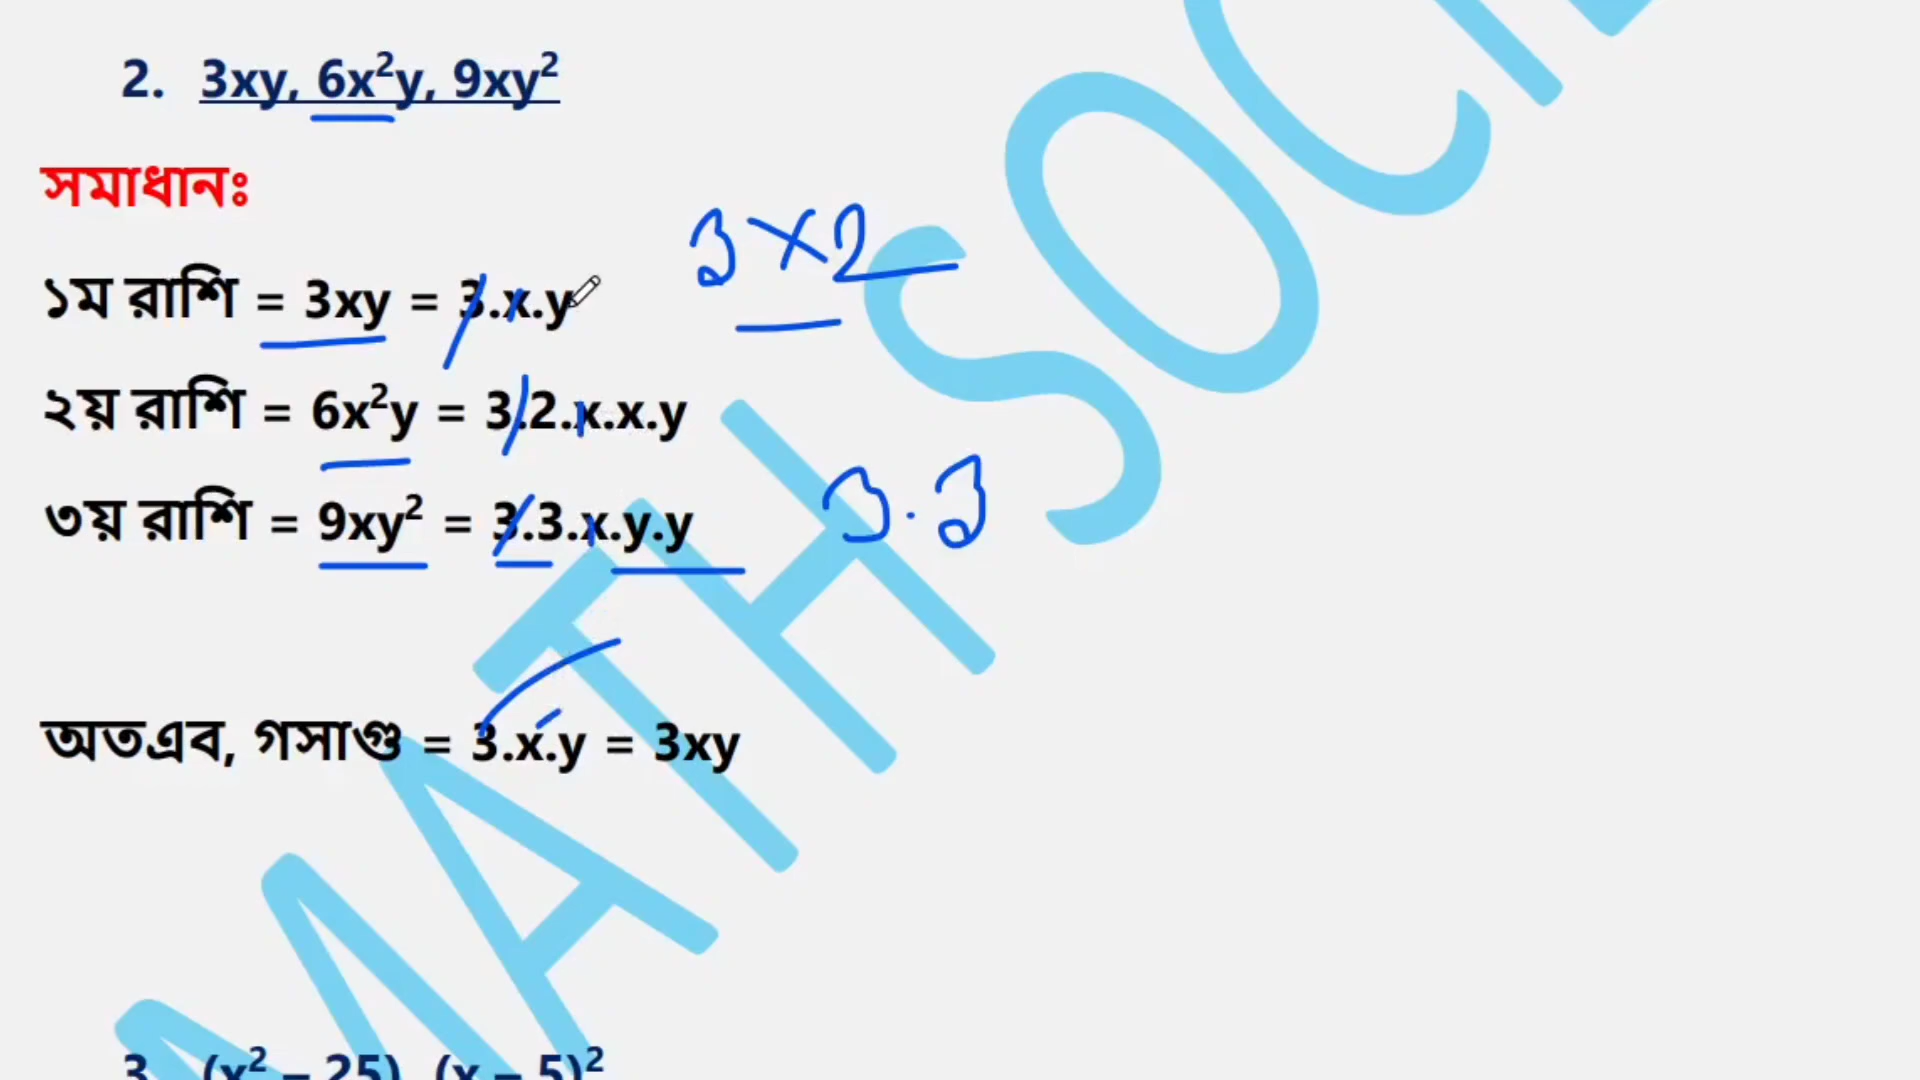 2. 3xy, 6x²y, 9xy²
সমাধানঃ
3×2
১ম রাশি = 3xy = 3.x.y
২য় রাশি = 6x²y = 3.2.x.x.y
৩য় রাশি = 9xy² = 3.3.x.y.y
3.3
অতএব, গসাগু = 3.x.y = 3xy
3. (x² – 25), (x – 5)²
MATH SOCIE